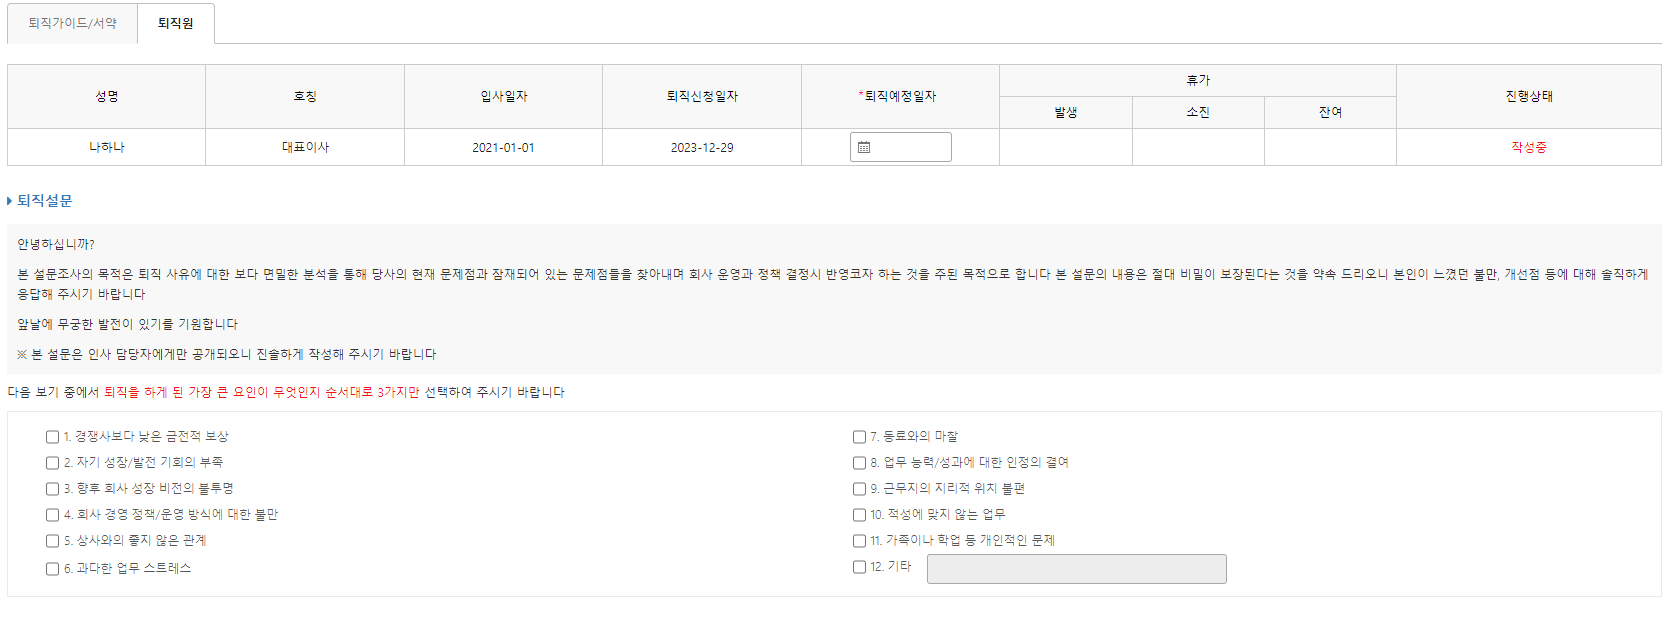 퇴직가이드/서약
퇴직원
성명 호칭 입사일자 퇴직신청일자 *퇴직예정일자 휴가 진행상태
발생 소진 잔여
나하나 대표이사 2021-01-01 2023-12-29 작성중
퇴직설문
안녕하십니까?
본 설문조사의 목적은 퇴직 사유에 대한 보다 면밀한 분석을 통해 당사의 현재 문제점과 잠재되어 있는 문제점들을 찾아내며 회사 운영과 정책 결정시 반영코자 하는 것을 주된 목적으로 합니다 본 설문의 내용은 절대 비밀이 보장된다는 것을 약속 드리오니 본인이 느꼈던 불만, 개선점 등에 대해 솔직하게
응답해 주시기 바랍니다
앞날에 무궁한 발전이 있기를 기원합니다
※ 본 설문은 인사 담당자에게만 공개되오니 진솔하게 작성해 주시기 바랍니다
다음 보기 중에서 퇴직을 하게 된 가장 큰 요인이 무엇인지 순서대로 3가지만 선택하여 주시기 바랍니다
1. 경쟁사보다 낮은 금전적 보상
2. 자기 성장/발전 기회의 부족
3. 향후 회사 성장 비전의 불투명
4. 회사 경영 정책/운영 방식에 대한 불만
5. 상사와의 좋지 않은 관계
6. 과다한 업무 스트레스
7. 동료와의 마찰
8. 업무 능력/성과에 대한 인정의 결여
9. 근무지의 지리적 위치 불편
10. 적성에 맞지 않는 업무
11. 가족이나 학업 등 개인적인 문제
12. 기타